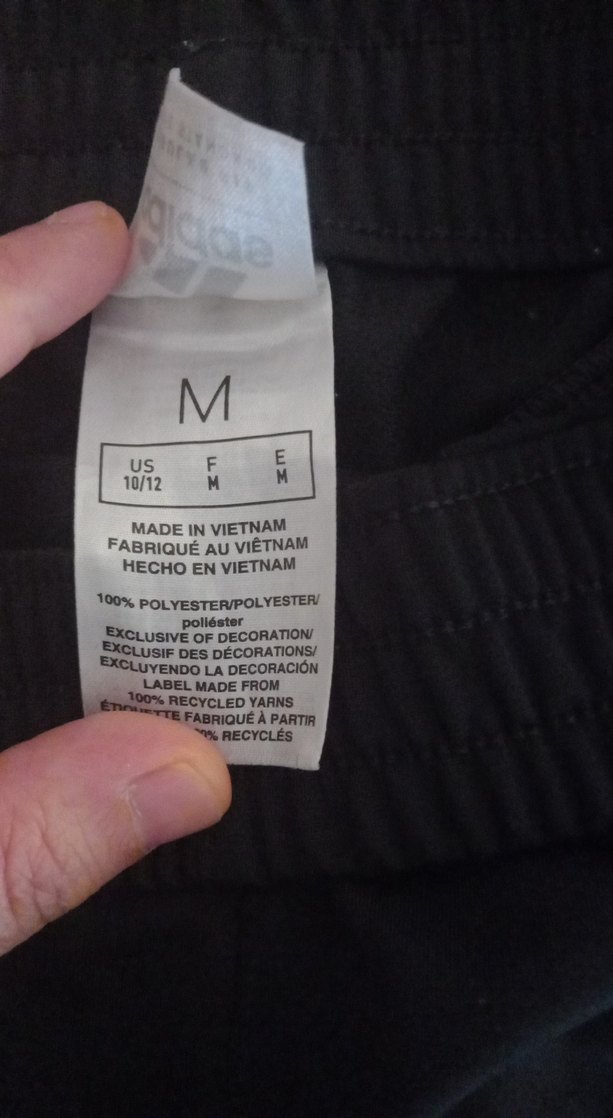 adidas
M
US F E
10/12 M M
MADE IN VIETNAM
FABRIQUÉ AU VIÊTNAM
HECHO EN VIETNAM
100% POLYESTER/POLYESTER/
poliéster
EXCLUSIVE OF DECORATION/
EXCLUSIF DES DÉCORATIONS/
EXCLUYENDO LA DECORACIÓN
LABEL MADE FROM
100% RECYCLED YARNS
FABRIQUÉ À PARTIR
RECYCLÉS